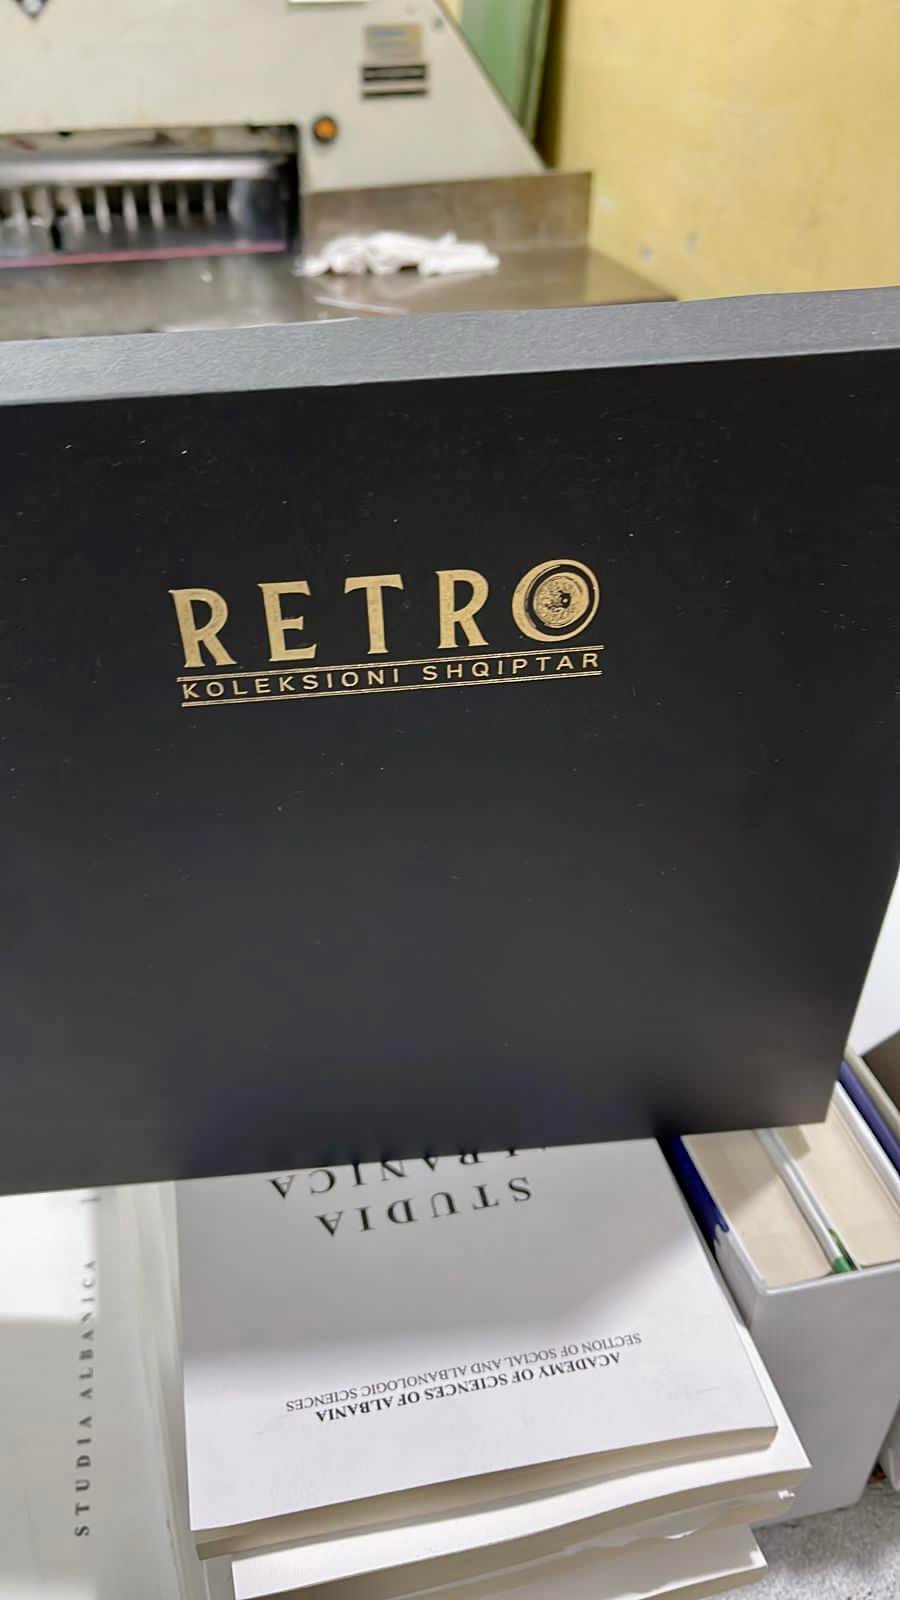 RETRO
KOLEKSIONI SHQIPTAR
ACADEMY OF SCIENCES OF ALBANIA
SECTION OF SOCIAL AND ALBANOLOGIC SCIENCES
STUDIA
ALBANICA
STUDIA ALBANICA